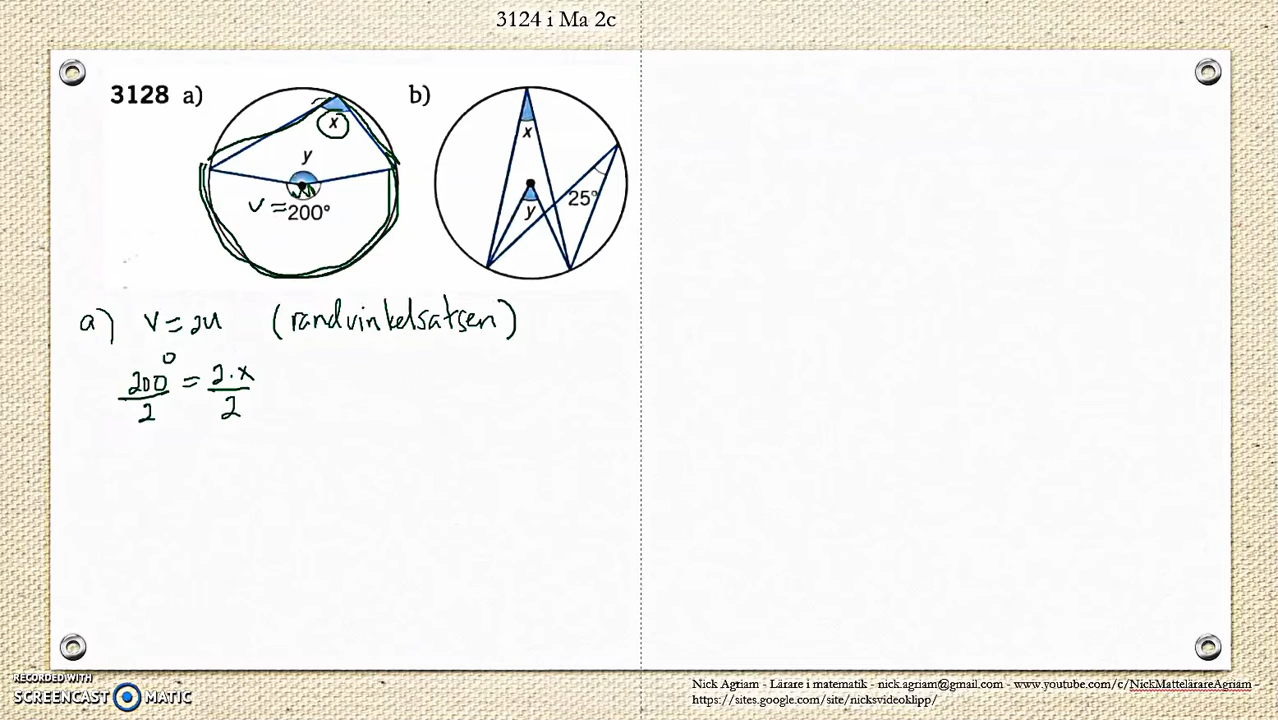 3124 i Ma 2c
3128 a)
x
y
v = 200°
b)
x
y
25°
a) v = 2u (randvinkelsatsen)
200° / 2 = 2·x / 2
RECORDED WITH
SCREENCAST MATIC
Nick Agriam - Lärare i matematik - nick.agriam@gmail.com - www.youtube.com/c/NickMattelärareAgriam
https://sites.google.com/site/nicksvideoklipp/